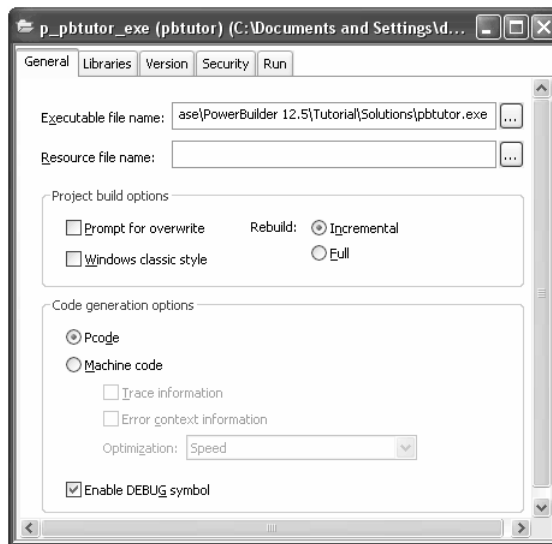 p_pbtutor_exe (pbtutor) (C:\Documents and Settings\d...
General Libraries Version Security Run
Executable file name: ase\PowerBuilder 12.5\Tutorial\Solutions\pbtutor.exe ...
Resource file name: ...
Project build options
Prompt for overwrite Rebuild: Incremental
Windows classic style Full
Code generation options
Pcode
Machine code
Trace information
Error context information
Optimization: Speed
Enable DEBUG symbol